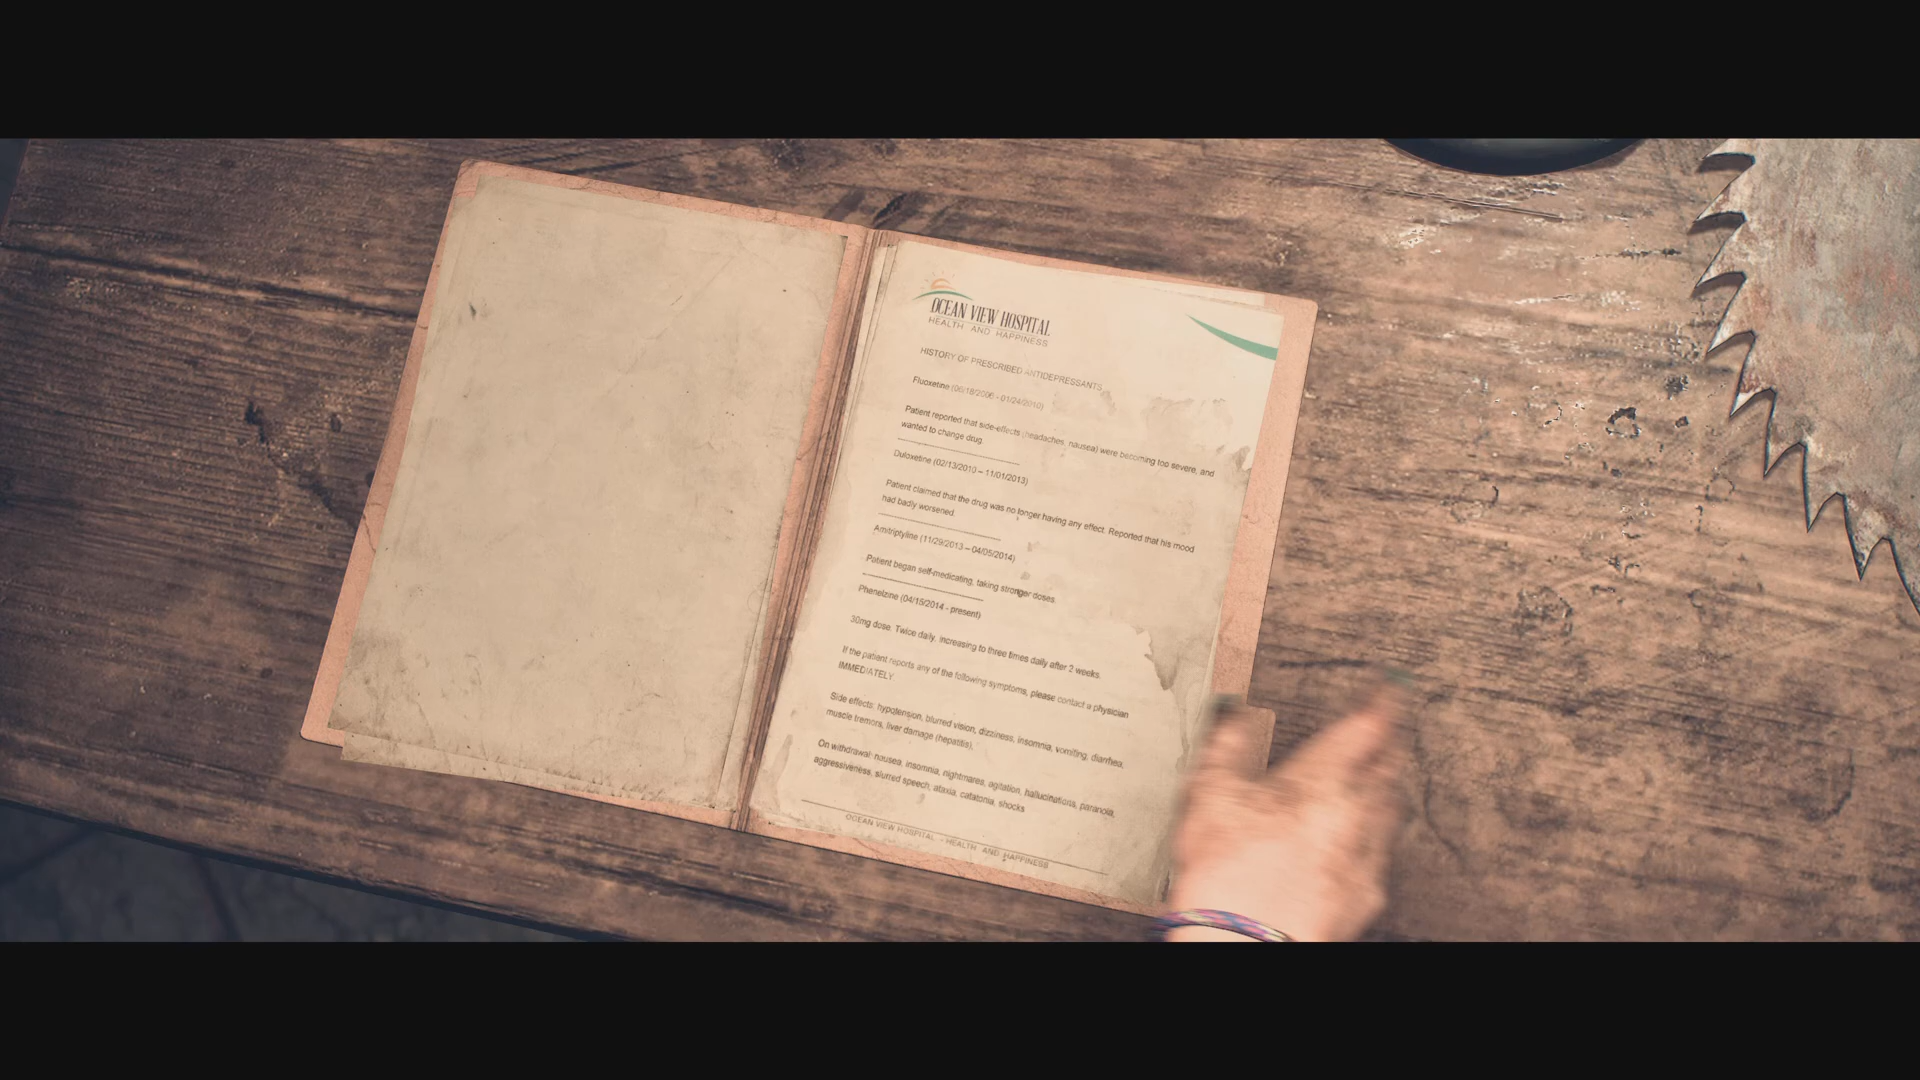 OCEAN VIEW HOSPITAL
HEALTH AND HAPPINESS
HISTORY OF PRESCRIBED ANTIDEPRESSANTS
Fluoxetine (06/18/2006 - 01/24/2010)
Patient reported that side-effects (headaches, nausea) were becoming too severe, and
wanted to change drug.
Duloxetine (02/13/2010 – 11/01/2013)
Patient claimed that the drug was no longer having any effect. Reported that his mood
had badly worsened.
Amitriptyline (11/29/2013 – 04/05/2014)
Patient began self-medicating, taking stronger doses.
Phenelzine (04/15/2014 - present)
30mg dose. Twice daily, increasing to three times daily after 2 weeks.
If the patient reports any of the following symptoms, please contact a physician
IMMEDIATELY.
Side effects: hypotension, blurred vision, dizziness, insomnia, vomiting, diarrhea,
muscle tremors, liver damage (hepatitis).
On withdrawal: nausea, insomnia, nightmares, agitation, hallucinations, paranoia,
aggressiveness, slurred speech, ataxia, catatonia, shocks
OCEAN VIEW HOSPITAL - HEALTH AND HAPPINESS